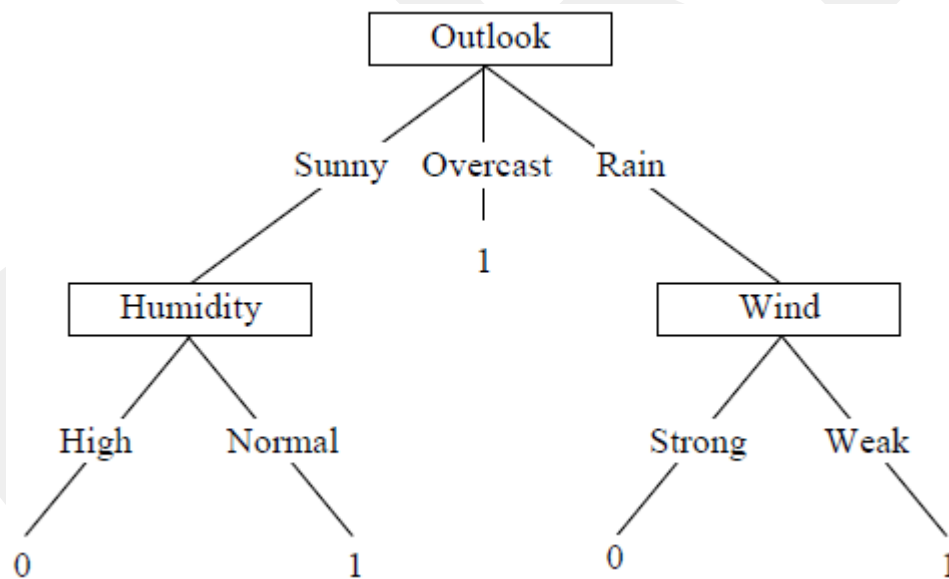 Outlook
Sunny Overcast Rain
1
Humidity Wind
High Normal Strong Weak
0 1 0 1